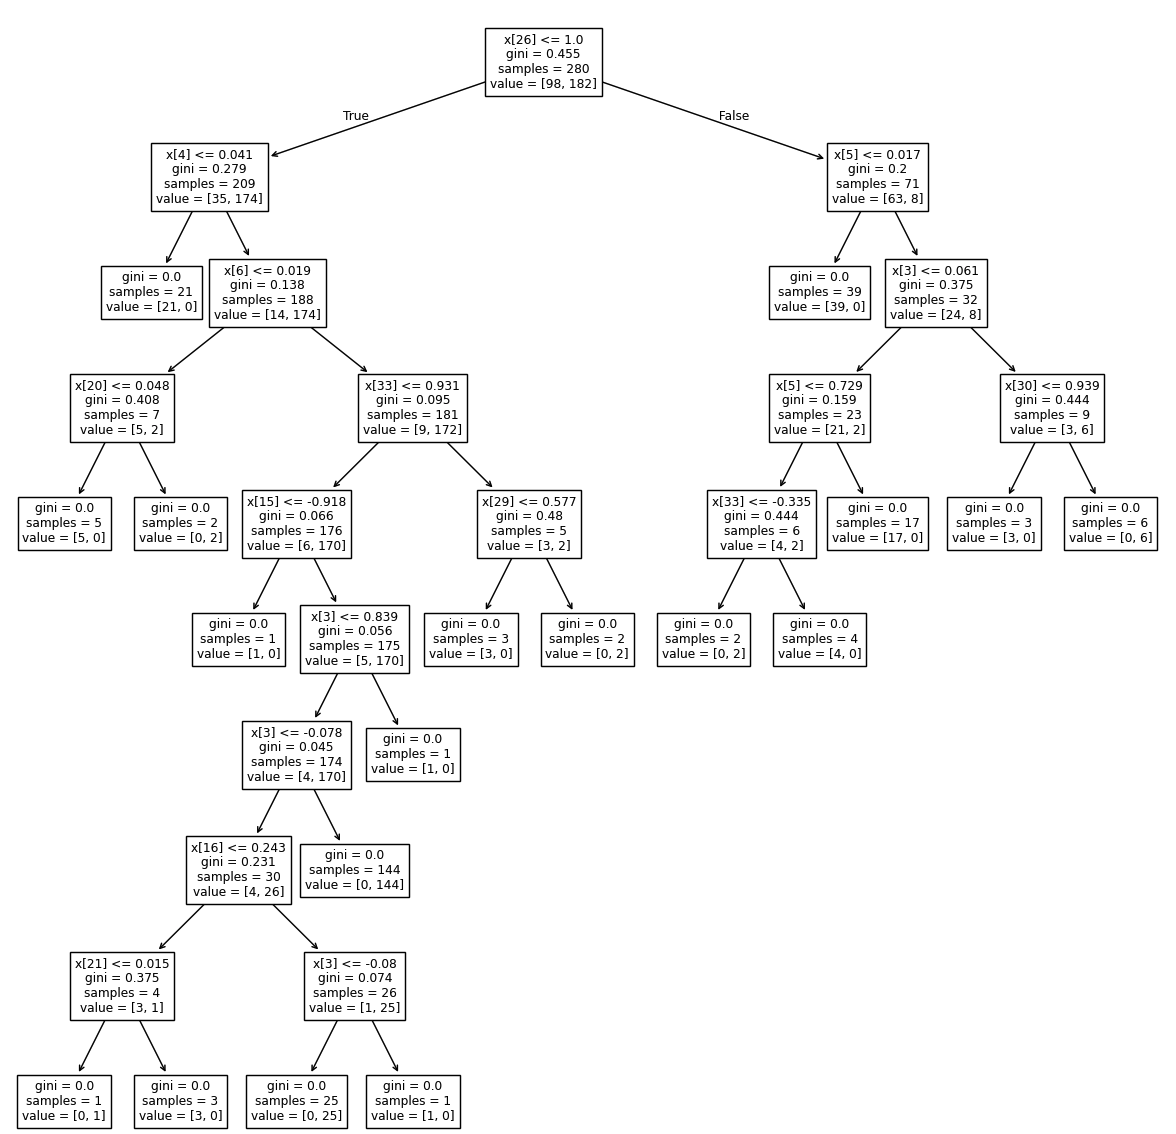 x[26] <= 1.0
gini = 0.455
samples = 280
value = [98, 182]
True
False
x[4] <= 0.041
gini = 0.279
samples = 209
value = [35, 174]
x[5] <= 0.017
gini = 0.2
samples = 71
value = [63, 8]
gini = 0.0
samples = 21
value = [21, 0]
x[6] <= 0.019
gini = 0.138
samples = 188
value = [14, 174]
gini = 0.0
samples = 39
value = [39, 0]
x[3] <= 0.061
gini = 0.375
samples = 32
value = [24, 8]
x[20] <= 0.048
gini = 0.408
samples = 7
value = [5, 2]
x[33] <= 0.931
gini = 0.095
samples = 181
value = [9, 172]
x[5] <= 0.729
gini = 0.159
samples = 23
value = [21, 2]
x[30] <= 0.939
gini = 0.444
samples = 9
value = [3, 6]
gini = 0.0
samples = 5
value = [5, 0]
gini = 0.0
samples = 2
value = [0, 2]
x[15] <= -0.918
gini = 0.066
samples = 176
value = [6, 170]
x[29] <= 0.577
gini = 0.48
samples = 5
value = [3, 2]
x[33] <= -0.335
gini = 0.444
samples = 6
value = [4, 2]
gini = 0.0
samples = 17
value = [17, 0]
gini = 0.0
samples = 3
value = [3, 0]
gini = 0.0
samples = 6
value = [0, 6]
gini = 0.0
samples = 1
value = [1, 0]
x[3] <= 0.839
gini = 0.056
samples = 175
value = [5, 170]
gini = 0.0
samples = 3
value = [3, 0]
gini = 0.0
samples = 2
value = [0, 2]
gini = 0.0
samples = 2
value = [0, 2]
gini = 0.0
samples = 4
value = [4, 0]
x[3] <= -0.078
gini = 0.045
samples = 174
value = [4, 170]
gini = 0.0
samples = 1
value = [1, 0]
x[16] <= 0.243
gini = 0.231
samples = 30
value = [4, 26]
gini = 0.0
samples = 144
value = [0, 144]
x[21] <= 0.015
gini = 0.375
samples = 4
value = [3, 1]
x[3] <= -0.08
gini = 0.074
samples = 26
value = [1, 25]
gini = 0.0
samples = 1
value = [0, 1]
gini = 0.0
samples = 3
value = [3, 0]
gini = 0.0
samples = 25
value = [0, 25]
gini = 0.0
samples = 1
value = [1, 0]